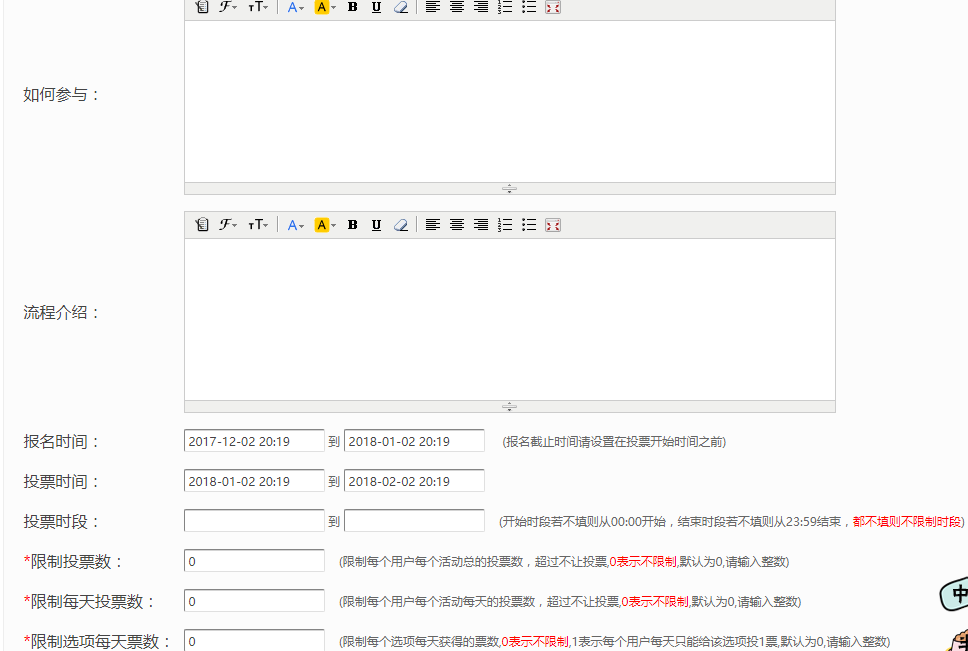 如何参与：
流程介绍：
报名时间： 2017-12-02 20:19 到 2018-01-02 20:19 (报名截止时间请设置在投票开始时间之前)
投票时间： 2018-01-02 20:19 到 2018-02-02 20:19
投票时段： 到 (开始时段若不填则从00:00开始，结束时段若不填则从23:59结束，都不填则不限制时段)
*限制投票数： 0 (限制每个用户每个活动总的投票数，超过不让投票,0表示不限制,默认为0,请输入整数)
*限制每天投票数： 0 (限制每个用户每个活动每天的投票数，超过不让投票,0表示不限制,默认为0,请输入整数)
中
*限制选项每天票数： 0 (限制每个选项每天获得的票数,0表示不限制,1表示每个用户每天只能给该选项投1票,默认为0,请输入整数)